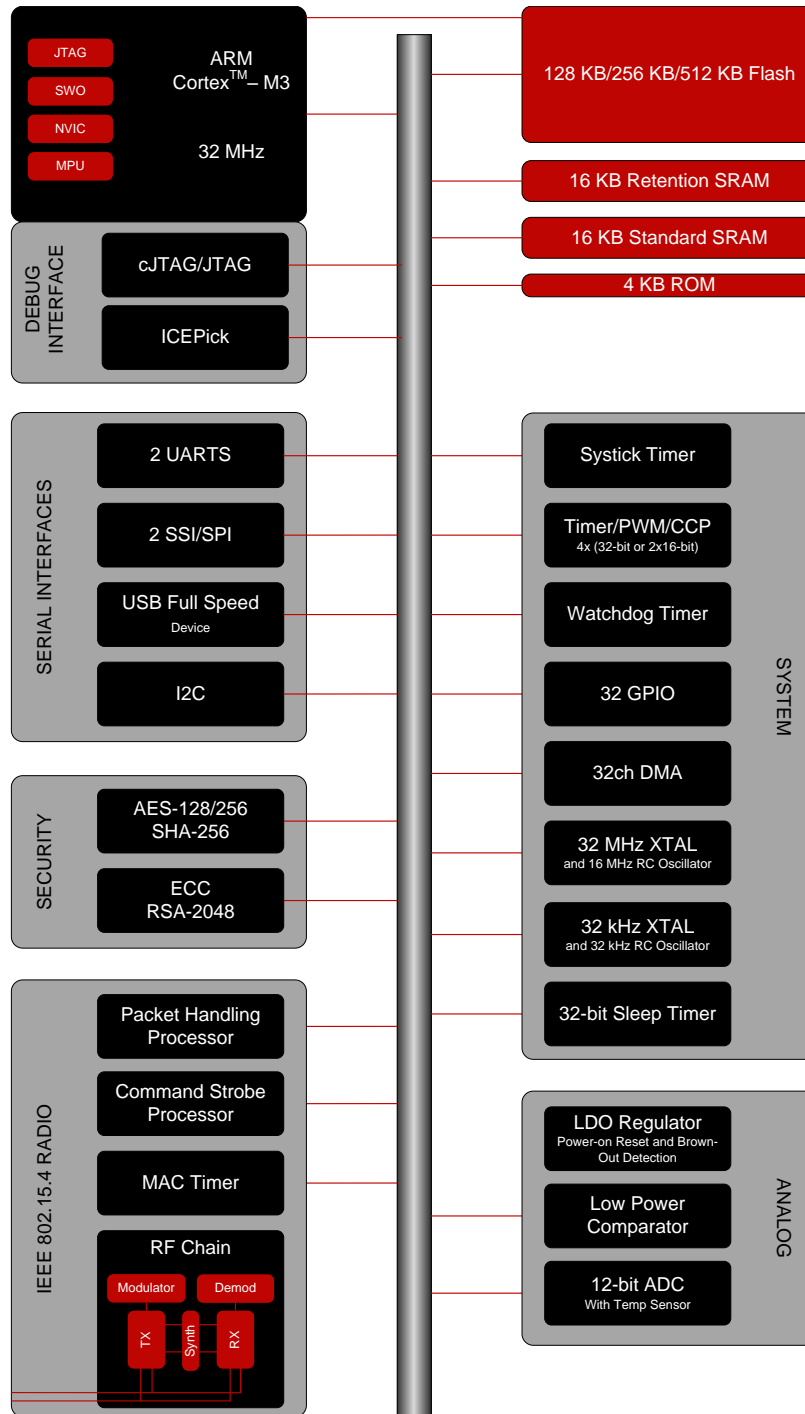 JTAG
SWO
NVIC
MPU
ARM
Cortex™– M3
32 MHz
DEBUG
INTERFACE
cJTAG/JTAG
ICEPick
SERIAL INTERFACES
2 UARTS
2 SSI/SPI
USB Full Speed
Device
I2C
SECURITY
AES-128/256
SHA-256
ECC
RSA-2048
IEEE 802.15.4 RADIO
Packet Handling
Processor
Command Strobe
Processor
MAC Timer
RF Chain
Modulator
Demod
TX
Synth
RX
128 KB/256 KB/512 KB Flash
16 KB Retention SRAM
16 KB Standard SRAM
4 KB ROM
SYSTEM
Systick Timer
Timer/PWM/CCP
4x (32-bit or 2x16-bit)
Watchdog Timer
32 GPIO
32ch DMA
32 MHz XTAL
and 16 MHz RC Oscillator
32 kHz XTAL
and 32 kHz RC Oscillator
32-bit Sleep Timer
ANALOG
LDO Regulator
Power-on Reset and Brown-
Out Detection
Low Power
Comparator
12-bit ADC
With Temp Sensor